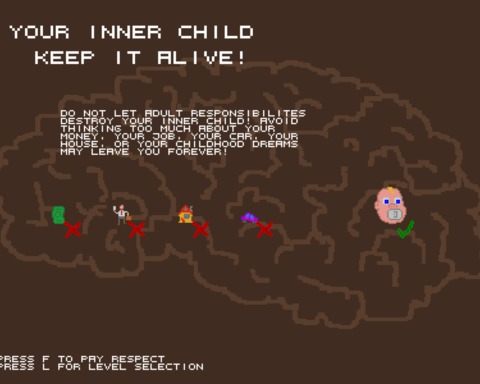 YOUR INNER CHILD
KEEP IT ALIVE!
DO NOT LET ADULT RESPONSIBILITES
DESTROY YOUR INNER CHILD! AVOID
THINKING TOO MUCH ABOUT YOUR
MONEY, YOUR JOB, YOUR CAR, YOUR
HOUSE, OR YOUR CHILDHOOD DREAMS
MAY LEAVE YOU FOREVER!
PRESS F TO PAY RESPECT
PRESS L FOR LEVEL SELECTION